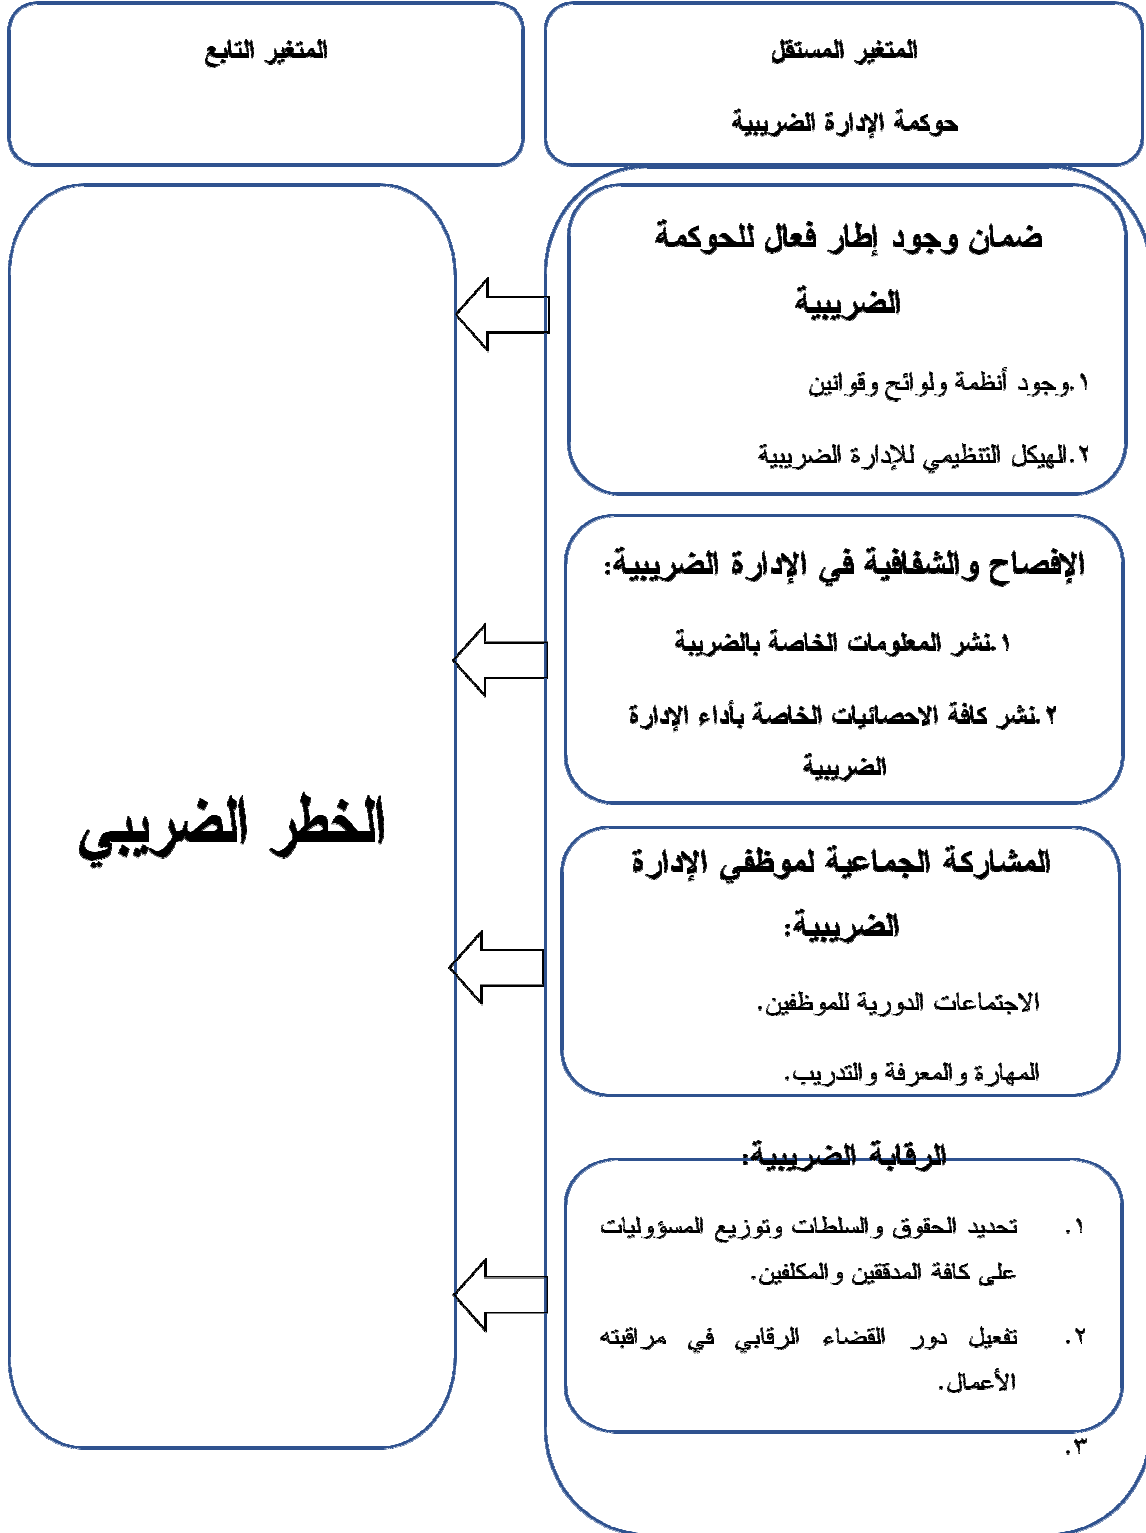 المتغير المستقل
حوكمة الإدارة الضريبية
المتغير التابع
ضمان وجود إطار فعال للحوكمة
الضريبية
١.وجود أنظمة ولوائح وقوانين
٢.الهيكل التنظيمي للإدارة الضريبية
الإفصاح والشفافية في الإدارة الضريبية:
١.نشر المعلومات الخاصة بالضريبة
٢.نشر كافة الاحصائيات الخاصة بأداء الإدارة
الضريبية
المشاركة الجماعية لموظفي الإدارة
الضريبية:
الاجتماعات الدورية للموظفين.
المهارة والمعرفة والتدريب.
الرقابة الضريبية:
١. تحديد الحقوق والسلطات وتوزيع المسؤوليات
على كافة المدققين والمكلفين.
٢. تفعيل دور القضاء الرقابي في مراقبته
الأعمال.
٣.
الخطر الضريبي